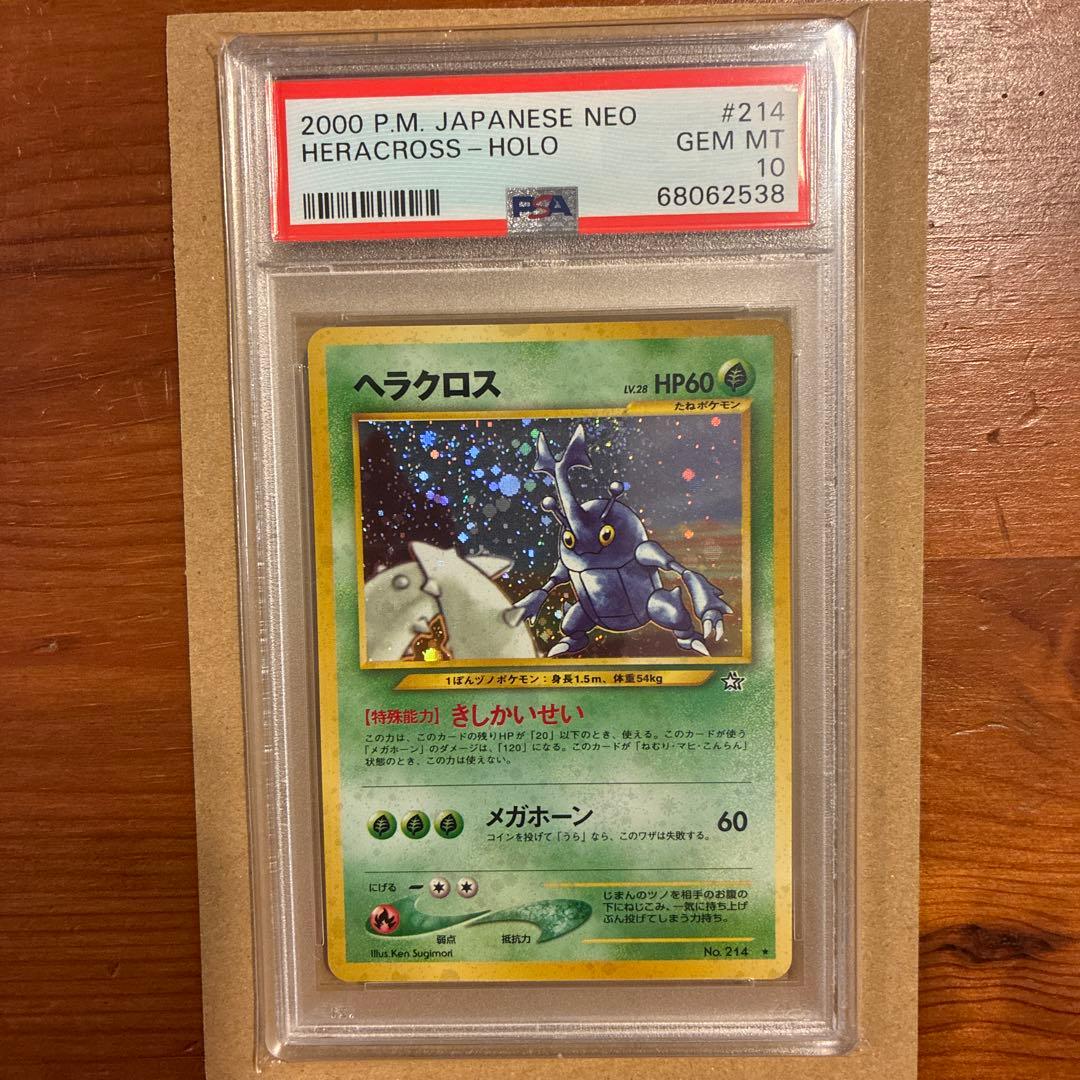 2000 P.M. JAPANESE NEO #214
HERACROSS-HOLO GEM MT
10
68062538
PSA
ヘラクロス LV.28 HP60
たねポケモン
1ぽんヅノポケモン:身長1.5m、体重54kg
【特殊能力】きしかいせい
この力は、このカードの残りHPが「20」以下のとき、使える。このカードが使う
「メガホーン」のダメージは、「120」になる。このカードが「ねむり・マヒ・こんらん」
状態のとき、この力は使えない。
メガホーン 60
コインを投げて「うら」なら、このワザは失敗する。
にげる
じまんのツノを相手のお腹の
下にねじこみ、一気に持ち上げ
ぶん投げてしまう力持ち。
弱点 抵抗力
Illus. Ken Sugimori No. 214 ★